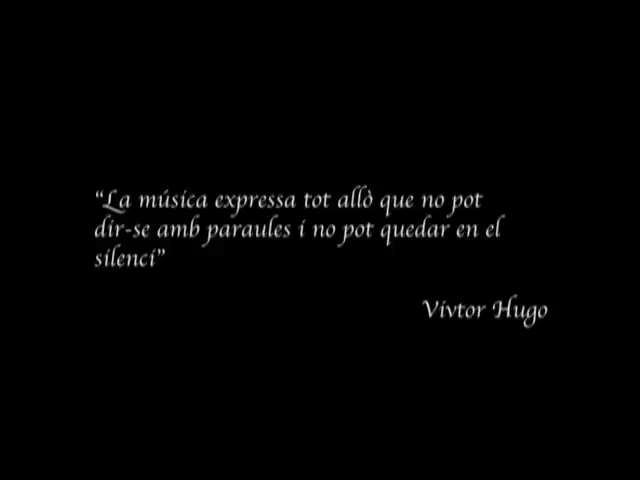 “La música expressa tot allò que no pot
dir-se amb paraules i no pot quedar en el
silenci”
Vivtor Hugo